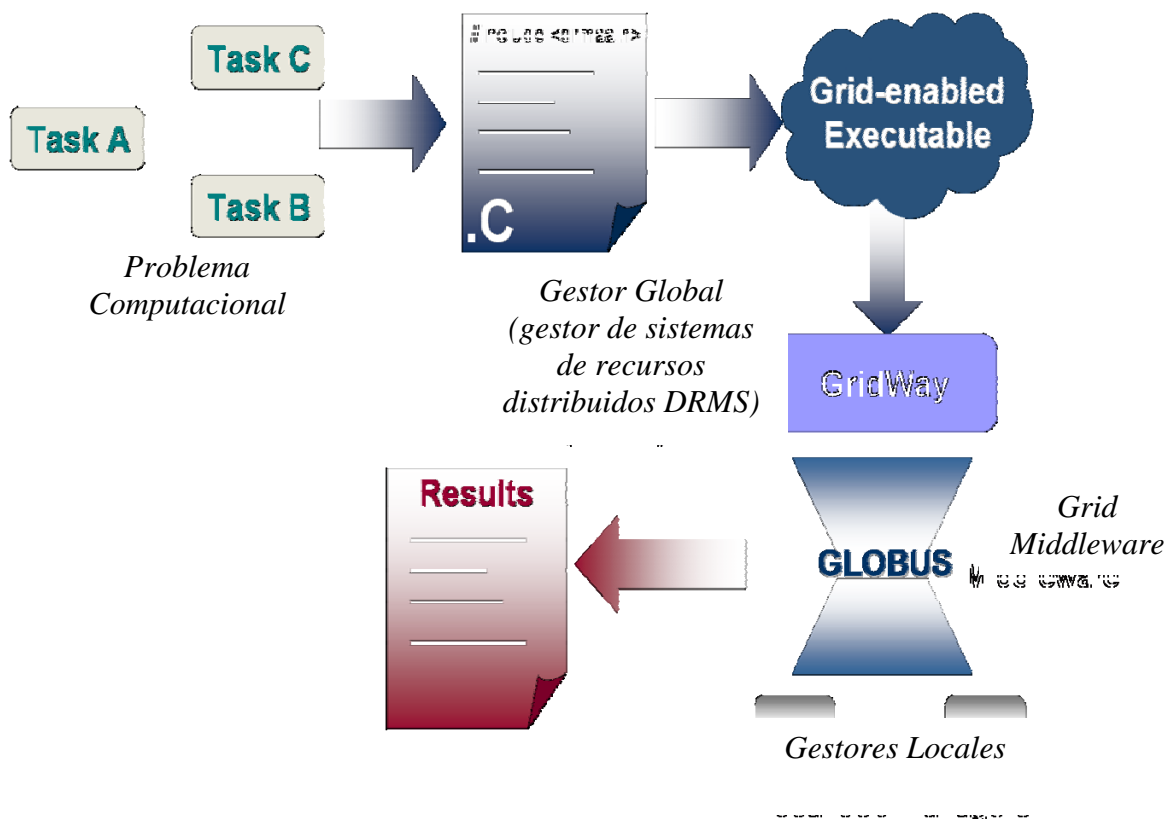 Task C
Task A
Task B
Problema
Computacional
.C
Grid-enabled
Executable
Gestor Global
(gestor de sistemas
de recursos
distribuidos DRMS)
GridWay
Results
GLOBUS
Grid
Middleware
Gestores Locales